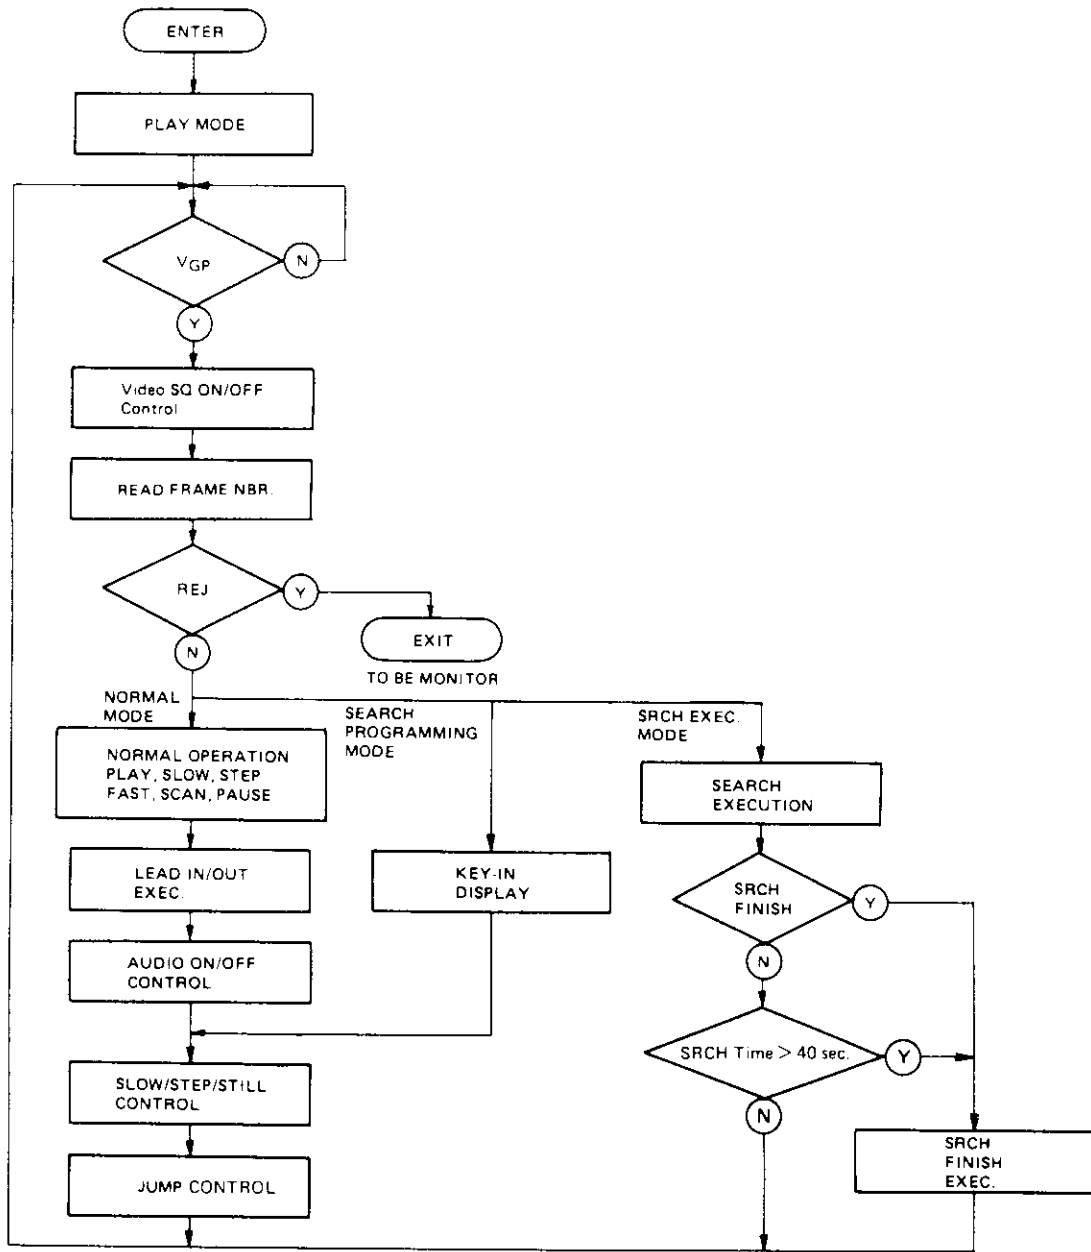 ENTER
PLAY MODE
VGP
N
Y
Video SQ ON/OFF
Control
READ FRAME NBR.
REJ
Y
N
EXIT
TO BE MONITOR
NORMAL
MODE
SEARCH
PROGRAMMING
MODE
SRCH EXEC.
MODE
NORMAL OPERATION
PLAY, SLOW, STEP
FAST, SCAN, PAUSE
SEARCH
EXECUTION
LEAD IN/OUT
EXEC.
KEY-IN
DISPLAY
SRCH
FINISH
Y
N
AUDIO ON/OFF
CONTROL
SRCH Time > 40 sec.
Y
N
SLOW/STEP/STILL
CONTROL
SRCH
FINISH
EXEC.
JUMP CONTROL